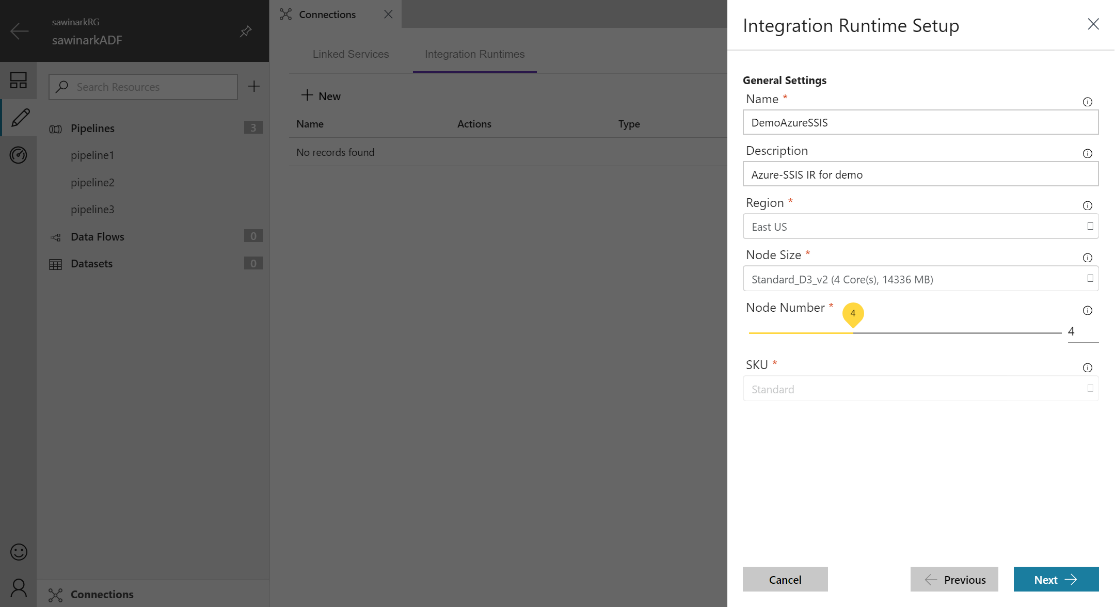 sawinarkRG
sawinarkADF
Search Resources
Pipelines 3
pipeline1
pipeline2
pipeline3
Data Flows 0
Datasets 0
Connections
Connections
Linked Services Integration Runtimes
New
Name Actions Type
No records found
Integration Runtime Setup
General Settings
Name *
DemoAzureSSIS
Description
Azure-SSIS IR for demo
Region *
East US
Node Size *
Standard_D3_v2 (4 Core(s), 14336 MB)
Node Number *
4
4
SKU *
Standard
Cancel Previous Next